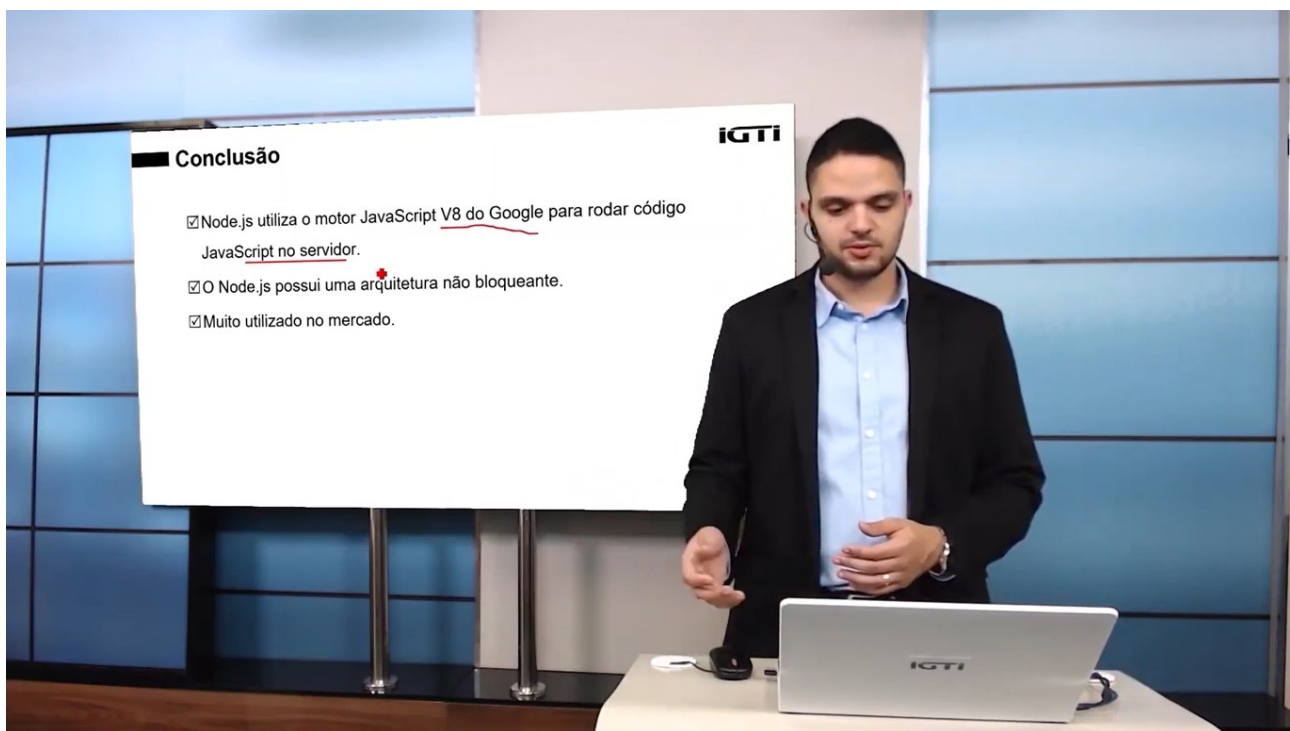 iGTi
Conclusão
☑Node.js utiliza o motor JavaScript V8 do Google para rodar código
JavaScript no servidor.
☑O Node.js possui uma arquitetura não bloqueante.
☑Muito utilizado no mercado.
iGTi